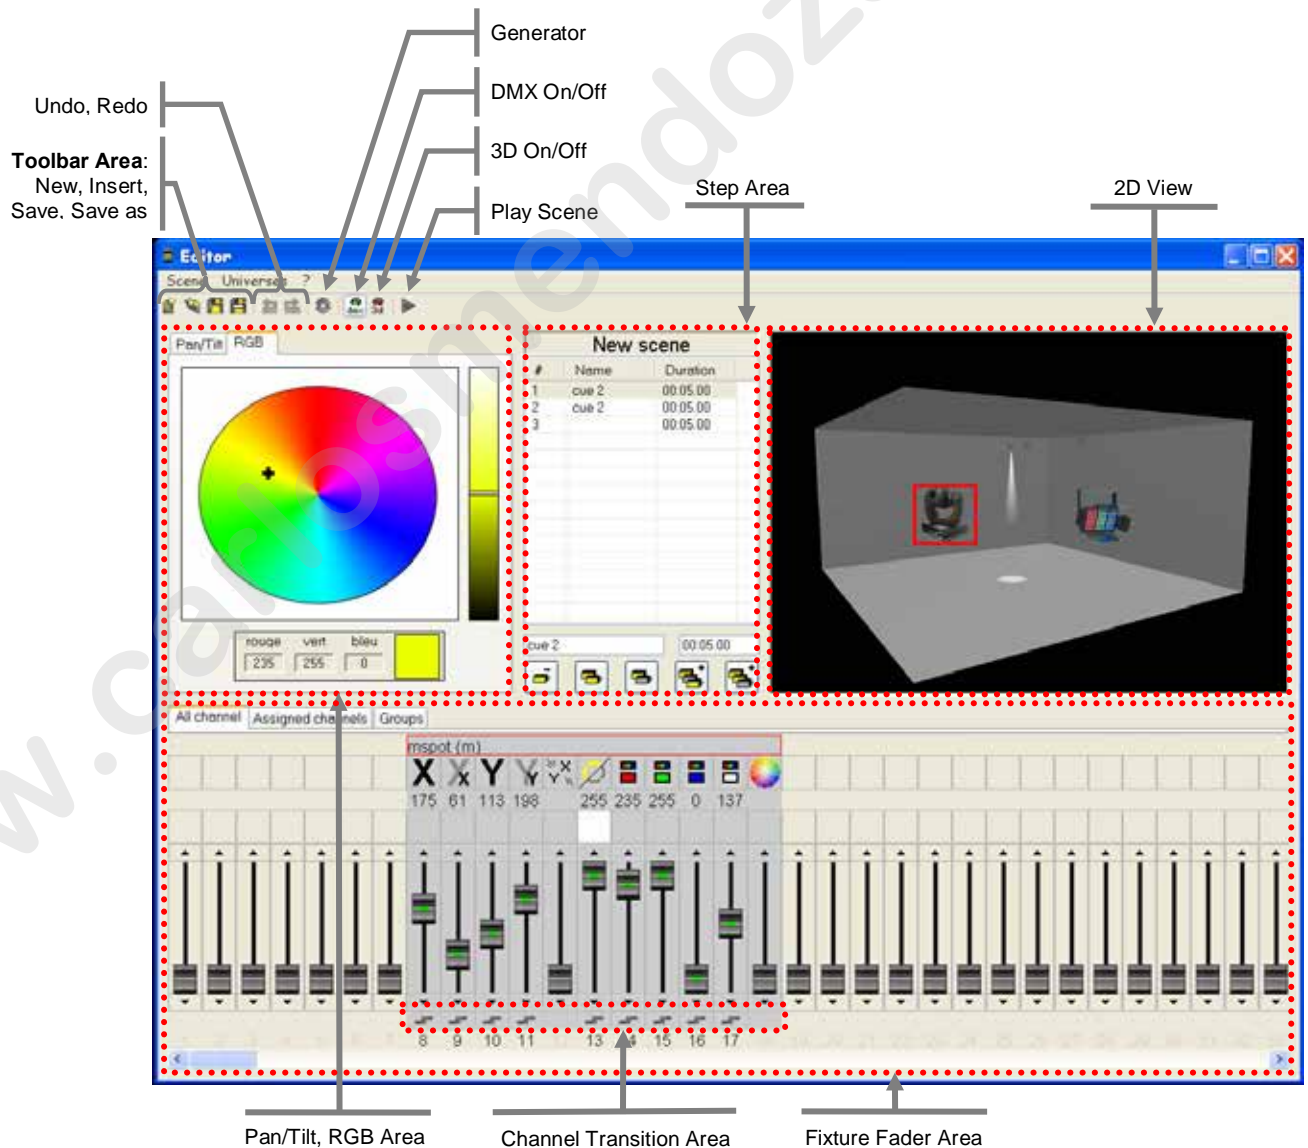 Generator
DMX On/Off
Undo, Redo
3D On/Off
Toolbar Area:
New, Insert,
Save, Save as
Step Area
2D View
Play Scene
Editor
Scene Universes ?
Pan/Tilt RGB
New scene
# Name Duration
1 cue 2 00:05.00
2 cue 2 00:05.00
3 00:05.00
rouge vert bleu
235 255 0
cue 2 00:05.00
All channel Assigned channels Groups
mspot (m)
X X Y Y
175 61 113 198 255 235 255 0 137
8 9 10 11 13 14 15 16 17
Pan/Tilt, RGB Area
Channel Transition Area
Fixture Fader Area
www.carlosmendoza